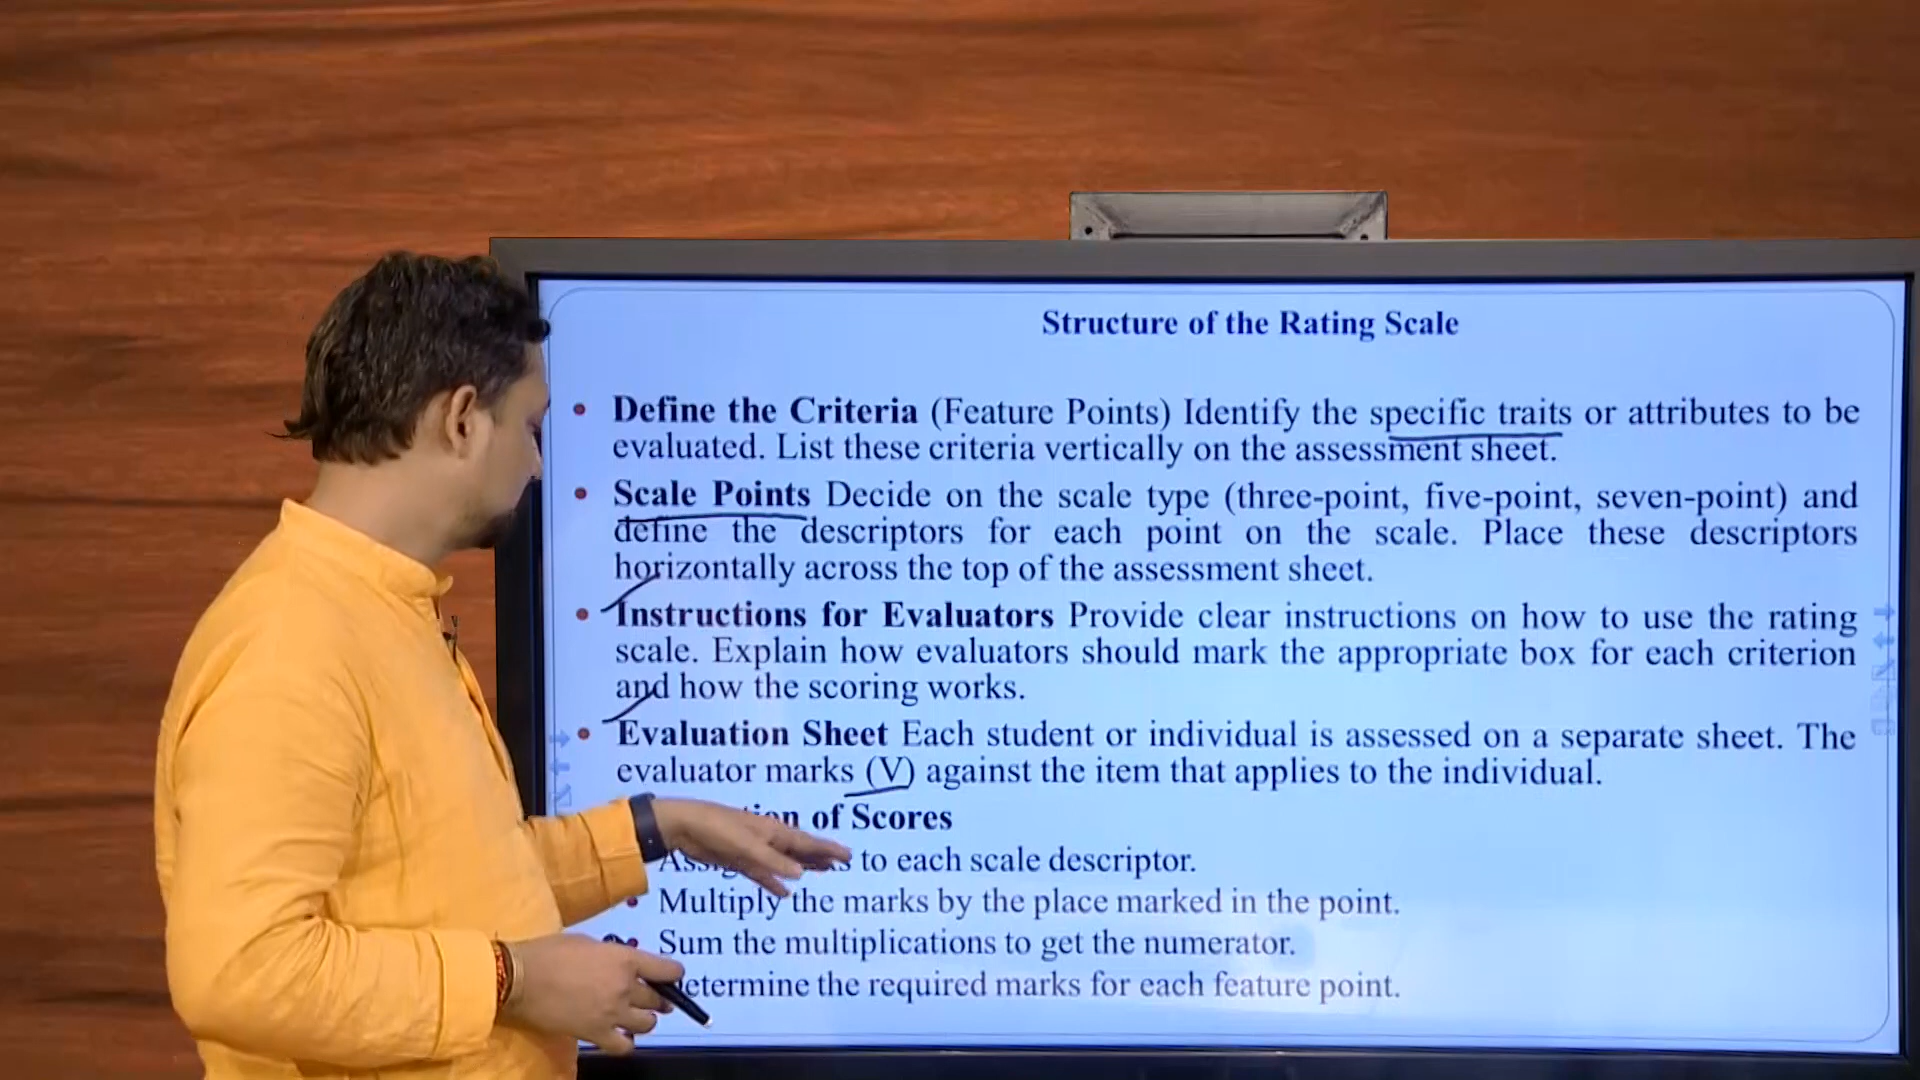 Structure of the Rating Scale
Define the Criteria (Feature Points) Identify the specific traits or attributes to be
evaluated. List these criteria vertically on the assessment sheet.
Scale Points Decide on the scale type (three-point, five-point, seven-point) and
define the descriptors for each point on the scale. Place these descriptors
horizontally across the top of the assessment sheet.
Instructions for Evaluators Provide clear instructions on how to use the rating
scale. Explain how evaluators should mark the appropriate box for each criterion
and how the scoring works.
Evaluation Sheet Each student or individual is assessed on a separate sheet. The
evaluator marks (V) against the item that applies to the individual.
of Scores
to each scale descriptor.
Multiply the marks by the place marked in the point.
Sum the multiplications to get the numerator.
Determine the required marks for each feature point.